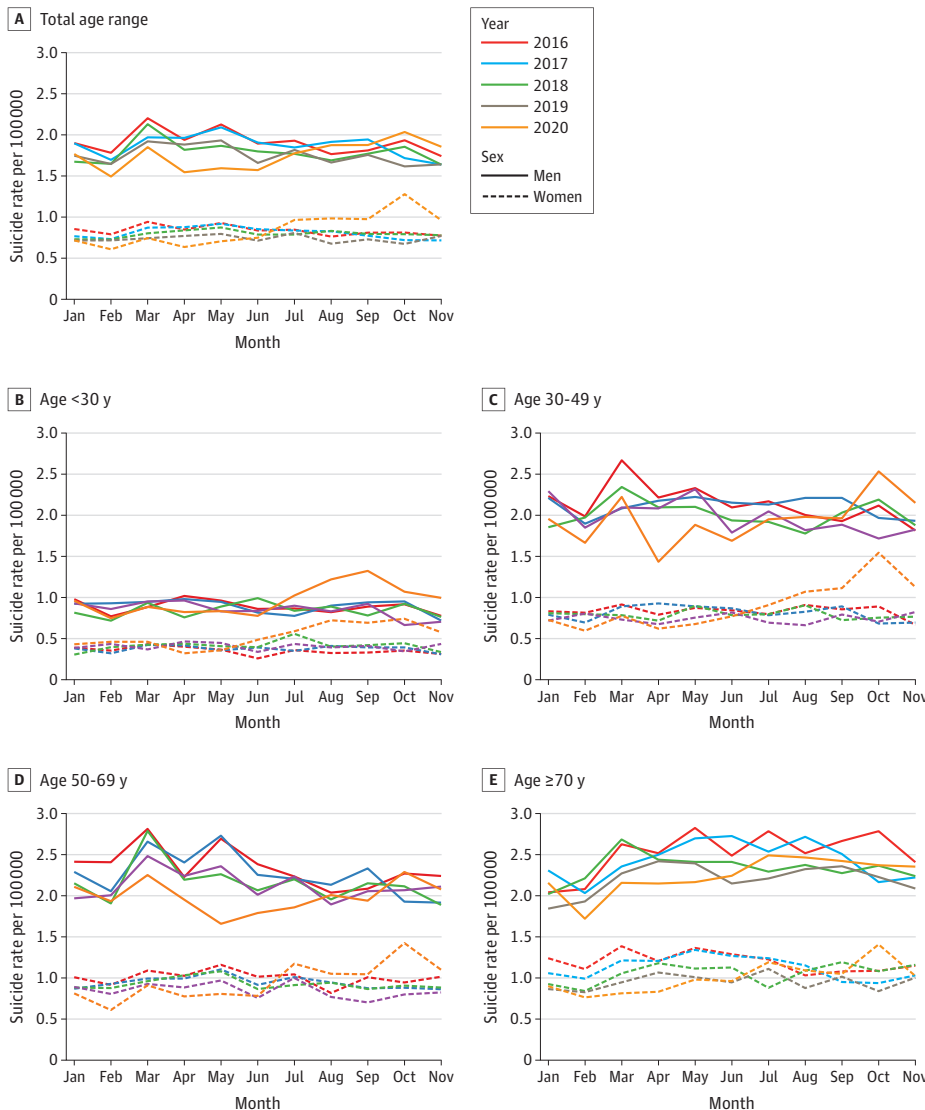 A Total age range
Suicide rate per 100 000
3.0
2.5
2.0
1.5
1.0
0.5
0
Jan Feb Mar Apr May Jun Jul Aug Sep Oct Nov
Month
Year
2016
2017
2018
2019
2020
Sex
Men
Women
B Age <30 y
Suicide rate per 100 000
3.0
2.5
2.0
1.5
1.0
0.5
0
Jan Feb Mar Apr May Jun Jul Aug Sep Oct Nov
Month
C Age 30-49 y
Suicide rate per 100 000
3.0
2.5
2.0
1.5
1.0
0.5
0
Jan Feb Mar Apr May Jun Jul Aug Sep Oct Nov
Month
D Age 50-69 y
Suicide rate per 100 000
3.0
2.5
2.0
1.5
1.0
0.5
0
Jan Feb Mar Apr May Jun Jul Aug Sep Oct Nov
Month
E Age ≥70 y
Suicide rate per 100 000
3.0
2.5
2.0
1.5
1.0
0.5
0
Jan Feb Mar Apr May Jun Jul Aug Sep Oct Nov
Month